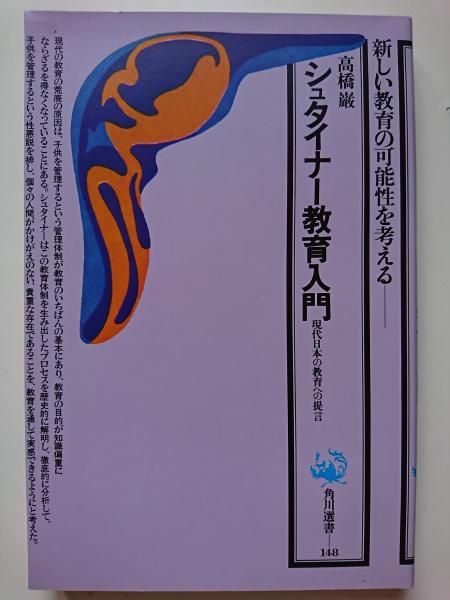 新しい教育の可能性を考える――
高橋巖
シュタイナー教育入門
現代日本の教育への提言
角川選書―148
現代の教育の荒廃の原因は、子供を管理するという管理体制が教育のいちばんの基本にあり、教育の目的が知識偏重に
ならざるを得なくなっていることにある。シュタイナーはこの教育体制を生み出したプロセスを歴史的に解明し、徹底的に分析して、
子供を管理するという性悪説を排し、個々の人間がかけがえのない、貴重な存在であることを、教育を通して実感できるようにと考えた。